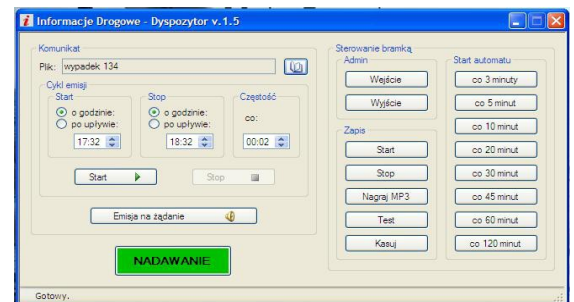 Informacje Drogowe - Dyspozytor v.1.5
Komunikat
Plik: wypadek 134
Cykl emisji
Start
o godzinie:
po upływie:
17:32
Stop
o godzinie:
po upływie:
18:32
Częstość
co:
00:02
Start
Stop
Emisja na żądanie
NADAWANIE
Sterowanie bramką
Admin
Wejście
Wyjście
Zapis
Start
Stop
Nagraj MP3
Test
Kasuj
Start automatu
co 3 minuty
co 5 minut
co 10 minut
co 20 minut
co 30 minut
co 45 minut
co 60 minut
co 120 minut
Gotowy.